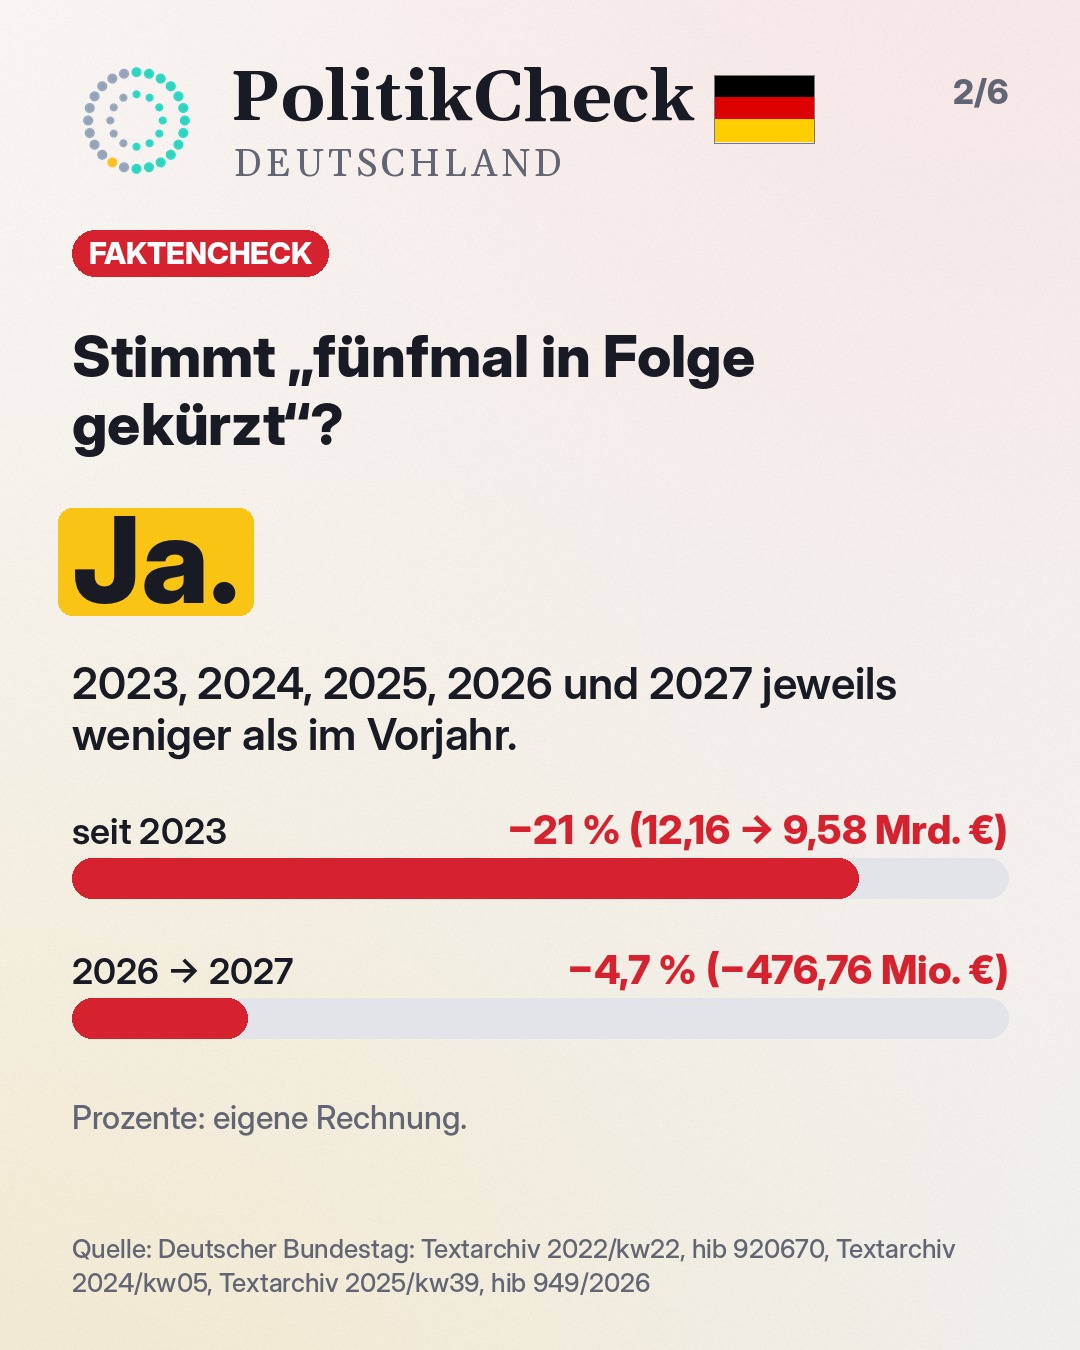 PolitikCheck
DEUTSCHLAND
2/6
FAKTENCHECK
Stimmt „fünfmal in Folge
gekürzt“?
Ja.
2023, 2024, 2025, 2026 und 2027 jeweils
weniger als im Vorjahr.
seit 2023 −21 % (12,16 → 9,58 Mrd. €)
2026 → 2027 −4,7 % (−476,76 Mio. €)
Prozente: eigene Rechnung.
Quelle: Deutscher Bundestag: Textarchiv 2022/kw22, hib 920670, Textarchiv
2024/kw05, Textarchiv 2025/kw39, hib 949/2026